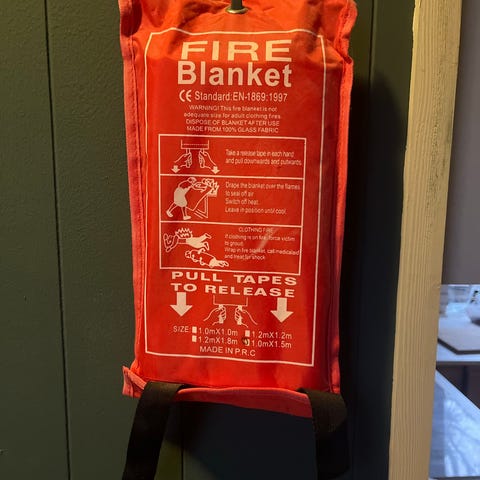 FIRE
Blanket
CE Standard:EN-1869:1997
WARNING! This fire blanket is not
adequate size for adult clothing fires
DISPOSE OF BLANKET AFTER USE
MADE FROM 100% GLASS FABRIC
Take a release tape in each hand
and pull downwards and putwards.
Drape the blanket over the flames
to seal off air.
Switch off heat.
Leave in position until cool.
CLOTHING FIRE
If clothing is on fire, force victim
to groud.
Wrap in fire blanket, call medicaled
and treat for shock
PULL TAPES
TO RELEASE
SIZE: 1.0mX1.0m 1.2mX1.2m
1.2mX1.8m 1.0mX1.5m
MADE IN P.R.C